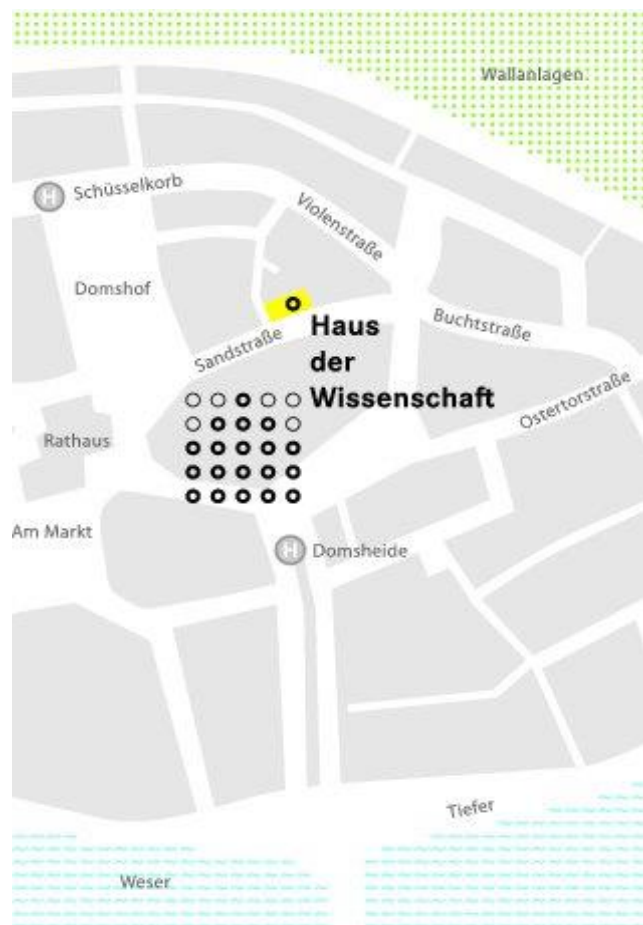 Wallanlagen
H Schüsselkorb
Violenstraße
Domshof
Buchtstraße
Haus
der
Wissenschaft
Sandstraße
Ostertorstraße
Rathaus
Am Markt
H Domsheide
Tiefer
Weser